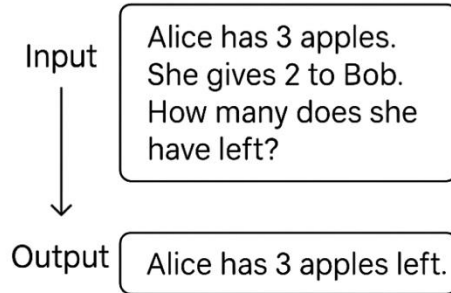 Input
Alice has 3 apples.
She gives 2 to Bob.
How many does she
have left?
Output
Alice has 3 apples left.